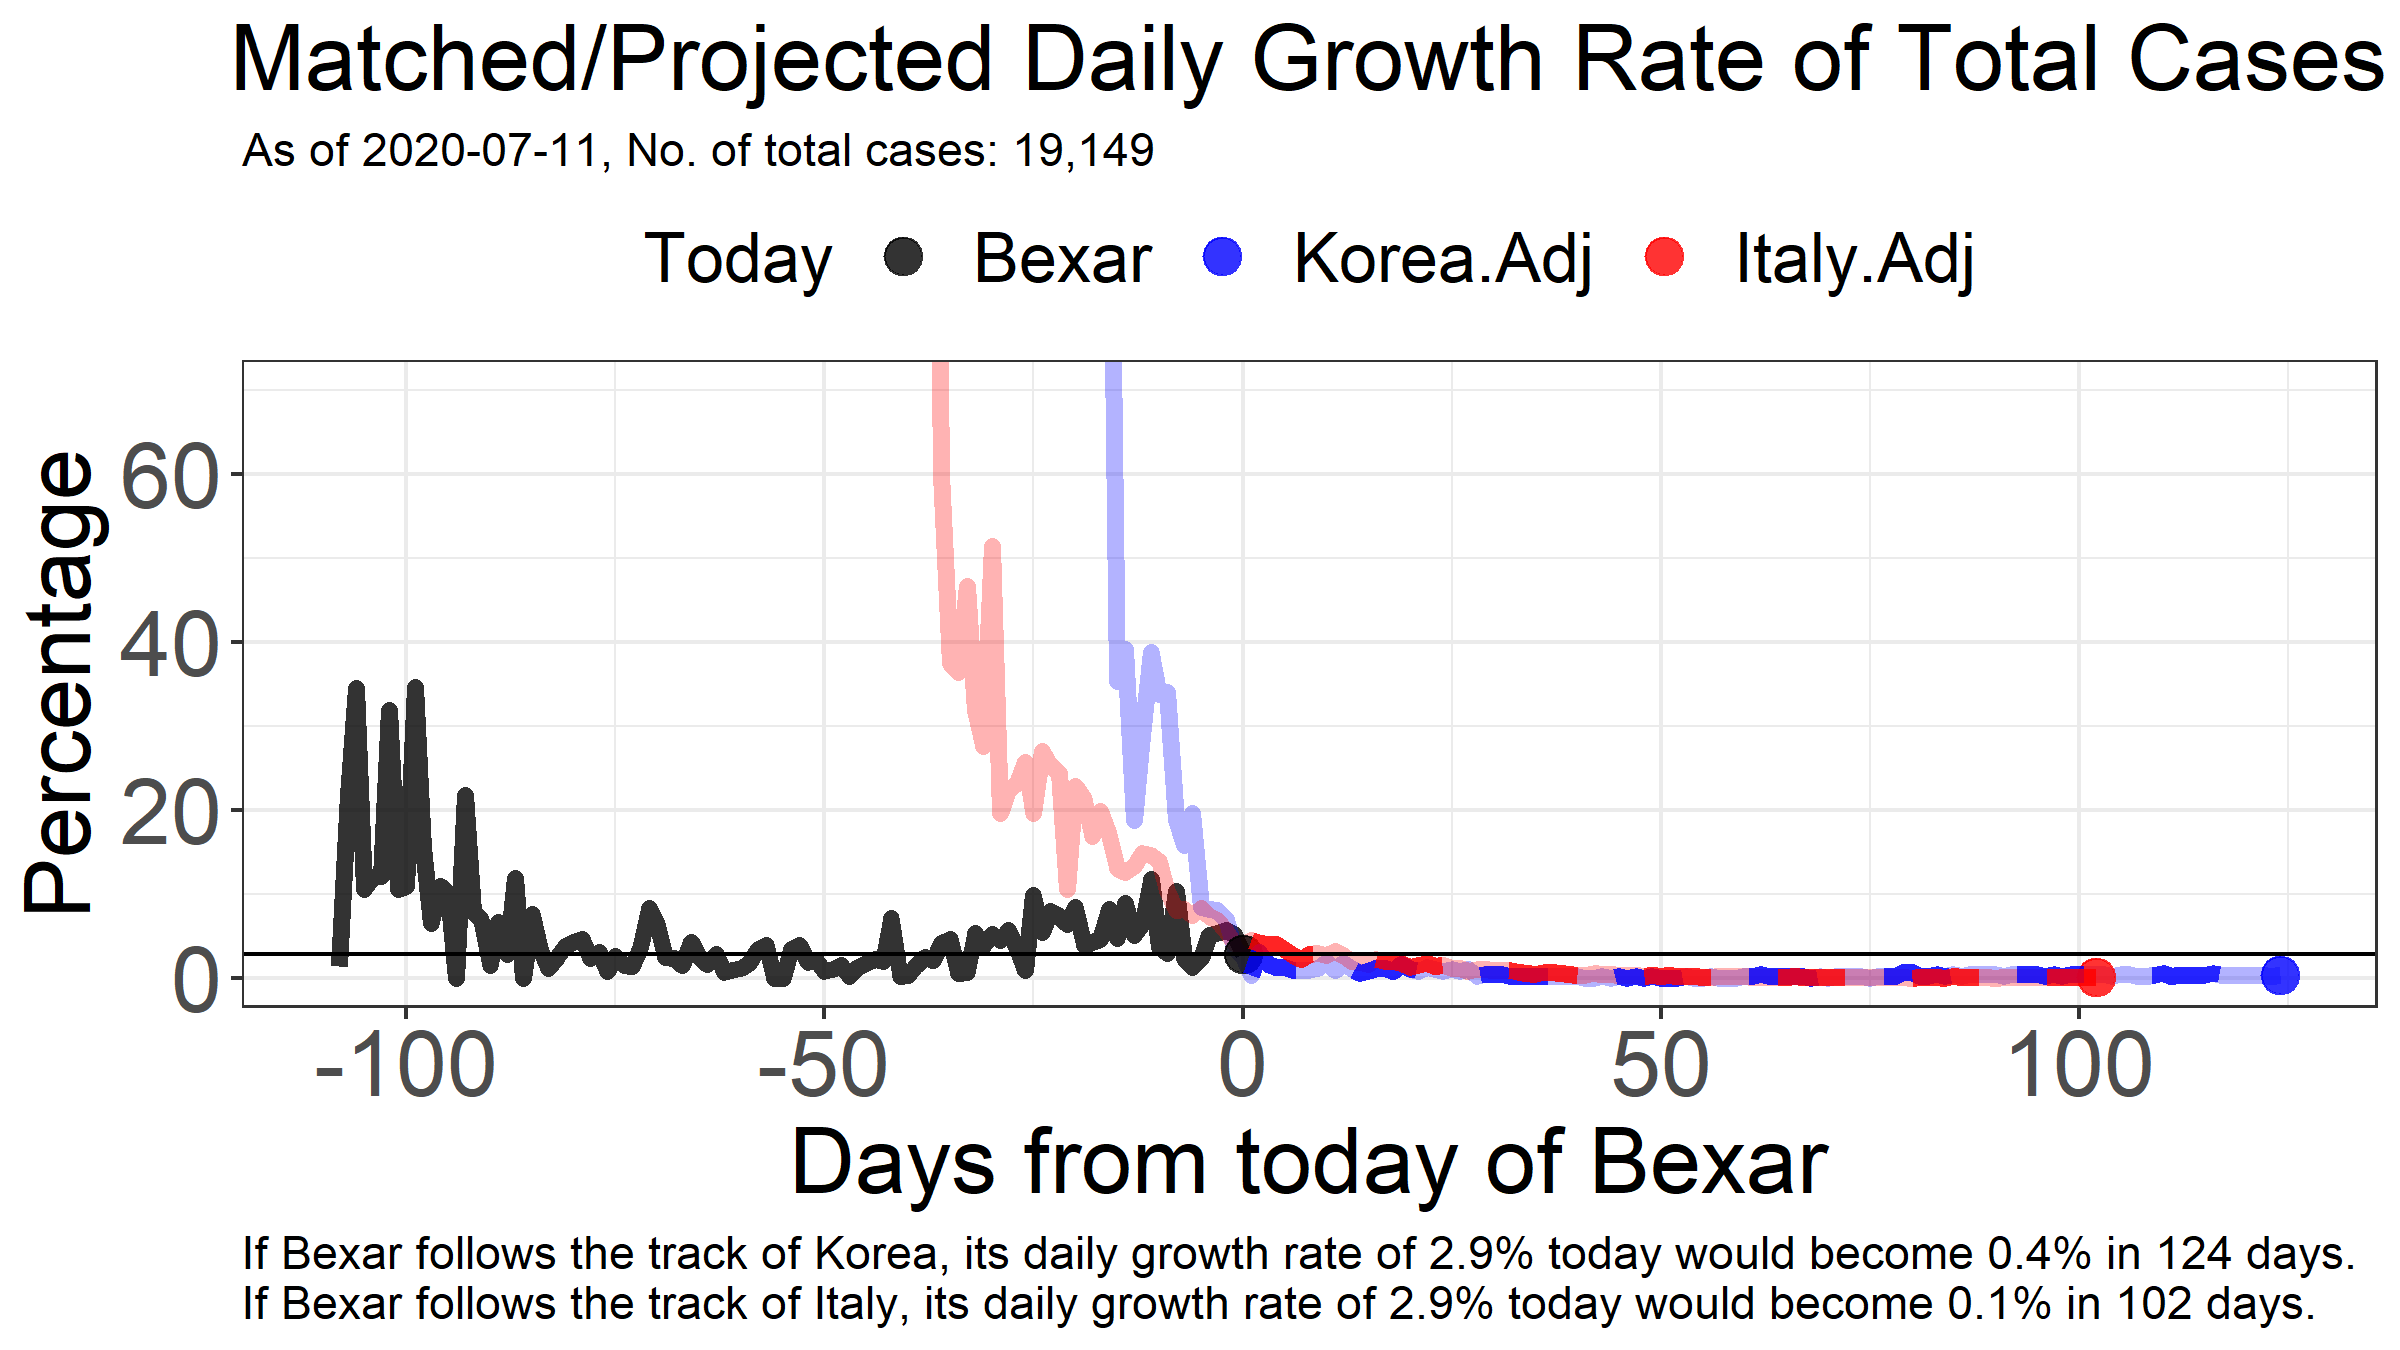 Matched/Projected Daily Growth Rate of Total Cases
As of 2020-07-11, No. of total cases: 19,149
Today Bexar Korea.Adj Italy.Adj
Percentage
60
40
20
0
-100 -50 0 50 100
Days from today of Bexar
If Bexar follows the track of Korea, its daily growth rate of 2.9% today would become 0.4% in 124 days.
If Bexar follows the track of Italy, its daily growth rate of 2.9% today would become 0.1% in 102 days.